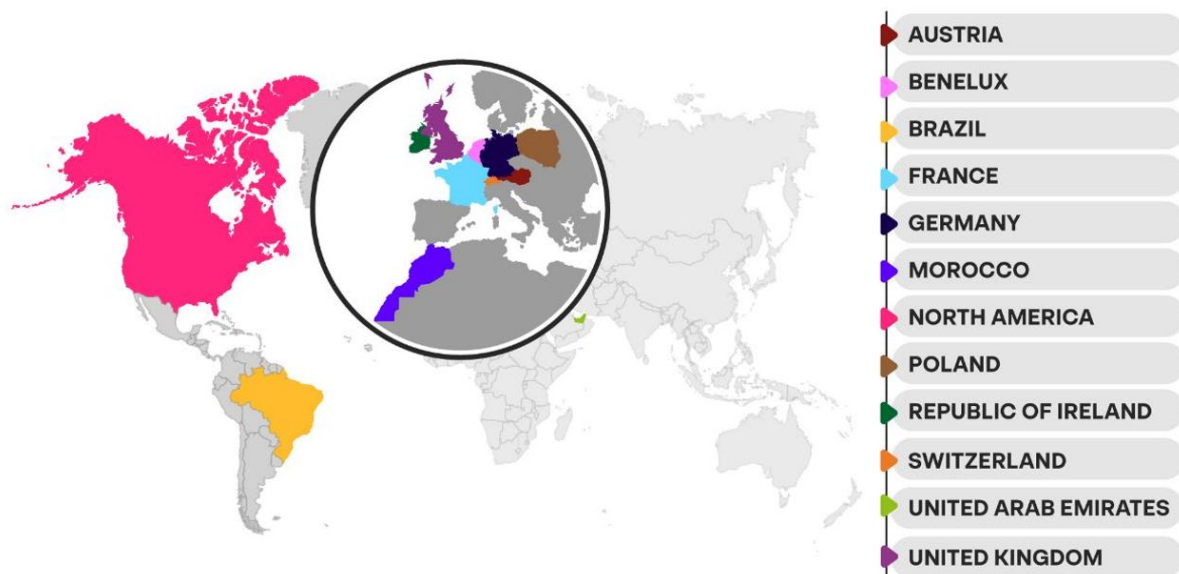 AUSTRIA
BENELUX
BRAZIL
FRANCE
GERMANY
MOROCCO
NORTH AMERICA
POLAND
REPUBLIC OF IRELAND
SWITZERLAND
UNITED ARAB EMIRATES
UNITED KINGDOM